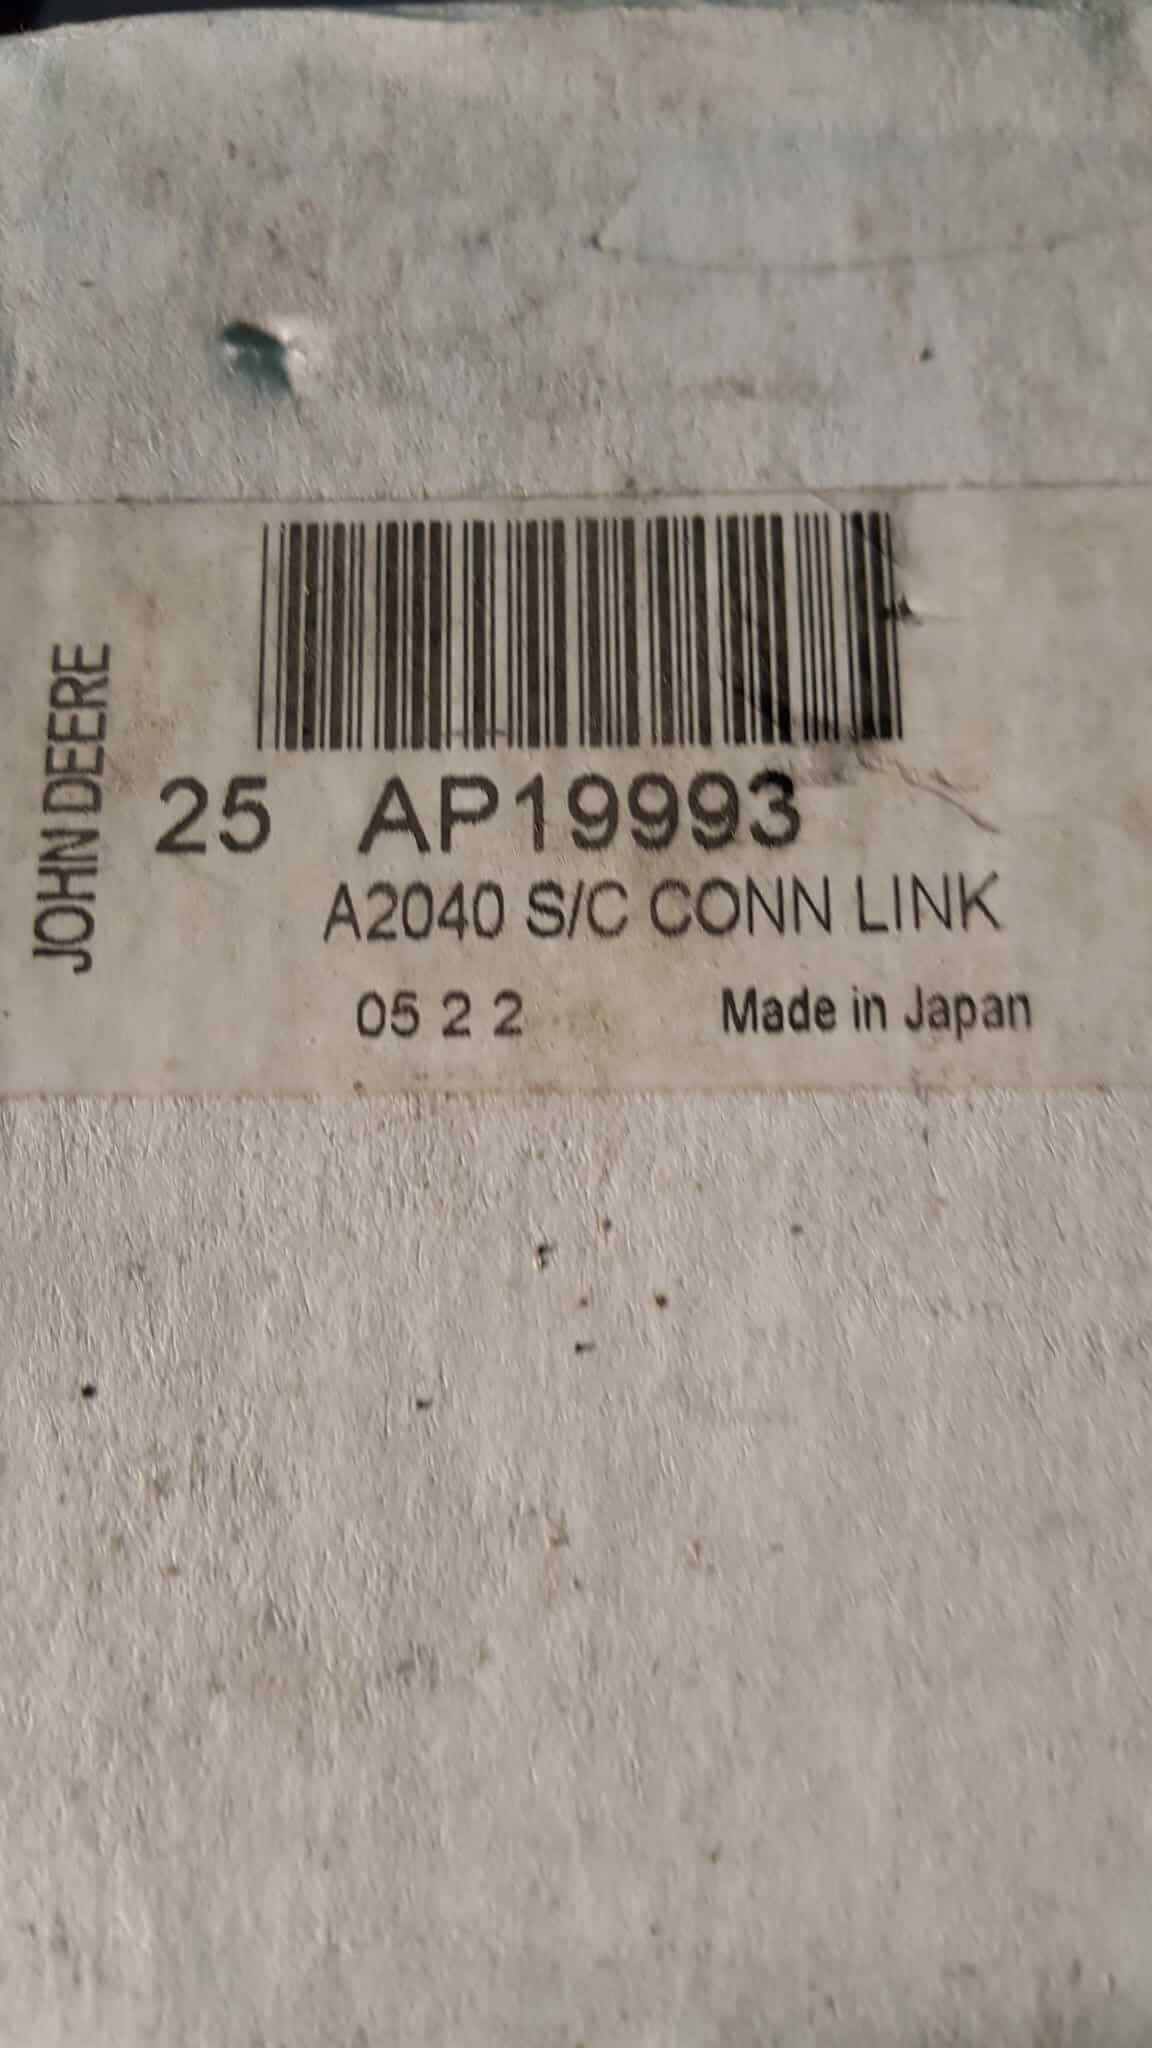 JOHN DEERE
25 AP19993
A2040 S/C CONN LINK
05 2 2 Made in Japan